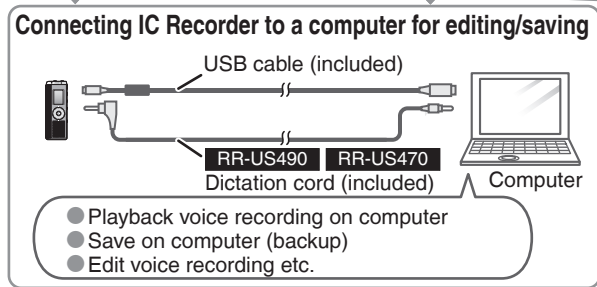 Connecting IC Recorder to a computer for editing/saving
USB cable (included)
RR-US490 RR-US470
Dictation cord (included)
Computer
Playback voice recording on computer
Save on computer (backup)
Edit voice recording etc.